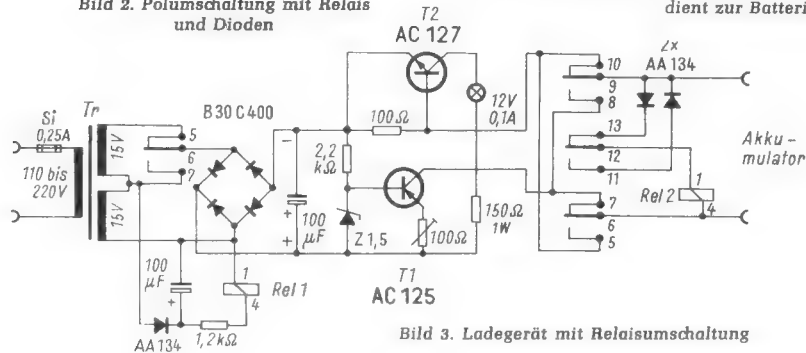 Bild 2. Polumschaltung mit Relais
und Dioden
dient zur Batteri
T2
AC 127
2x
AA 134
10
9
8
13
12
11
7
6
5
Akku-
mulator
1
Rel 2
4
12V
0,1A
100Ω
B30C400
Si
0,25A
Tr
110 bis
220V
15V
15V
5
6
7
−
+
2,2
kΩ
+
100
µF
Z 1,5
100Ω
150Ω
1W
T1
AC 125
100
µF
+
1
Rel 1
4
AA 134
1,2kΩ
Bild 3. Ladegerät mit Relaisumschaltung